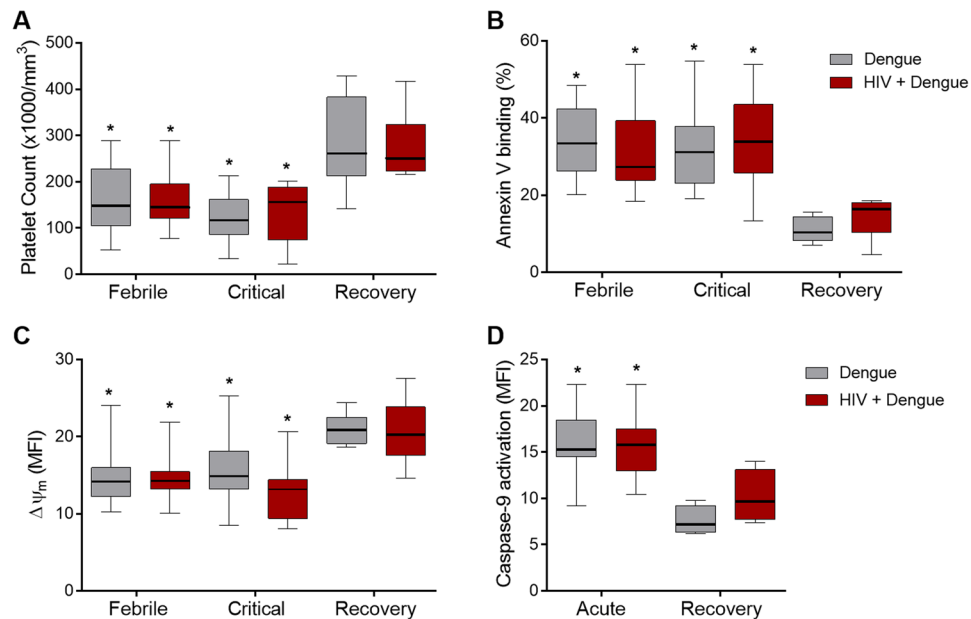 A
Platelet Count (x1000/mm³)
500
400
300
200
100
0
* * * *
Febrile Critical Recovery
B
Annexin V binding (%)
60
40
20
0
* * * *
Febrile Critical Recovery
Dengue
HIV + Dengue
C
Δψm (MFI)
30
20
10
0
* * * *
Febrile Critical Recovery
D
Caspase-9 activation (MFI)
25
20
15
10
5
0
* *
Acute Recovery
Dengue
HIV + Dengue